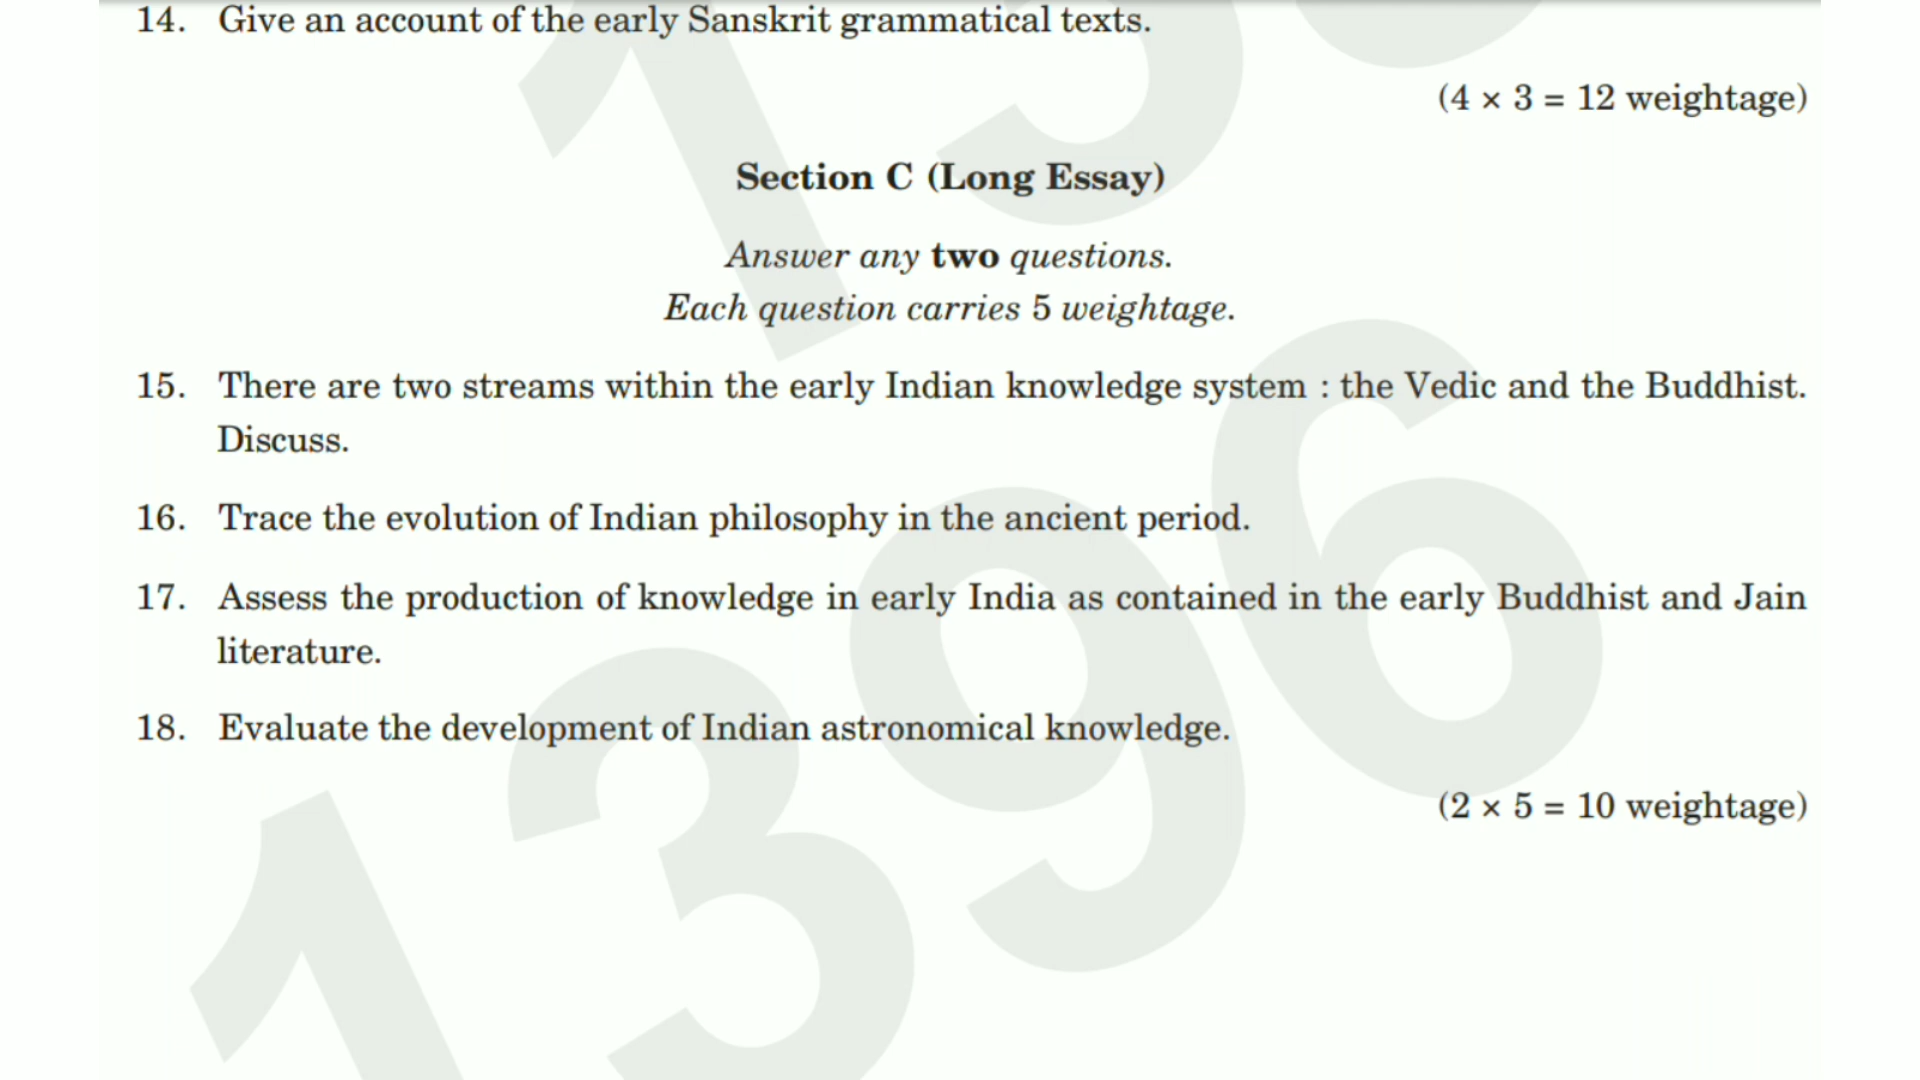 14. Give an account of the early Sanskrit grammatical texts.
(4 × 3 = 12 weightage)
Section C (Long Essay)
Answer any two questions.
Each question carries 5 weightage.
15. There are two streams within the early Indian knowledge system : the Vedic and the Buddhist.
Discuss.
16. Trace the evolution of Indian philosophy in the ancient period.
17. Assess the production of knowledge in early India as contained in the early Buddhist and Jain
literature.
18. Evaluate the development of Indian astronomical knowledge.
(2 × 5 = 10 weightage)
1396